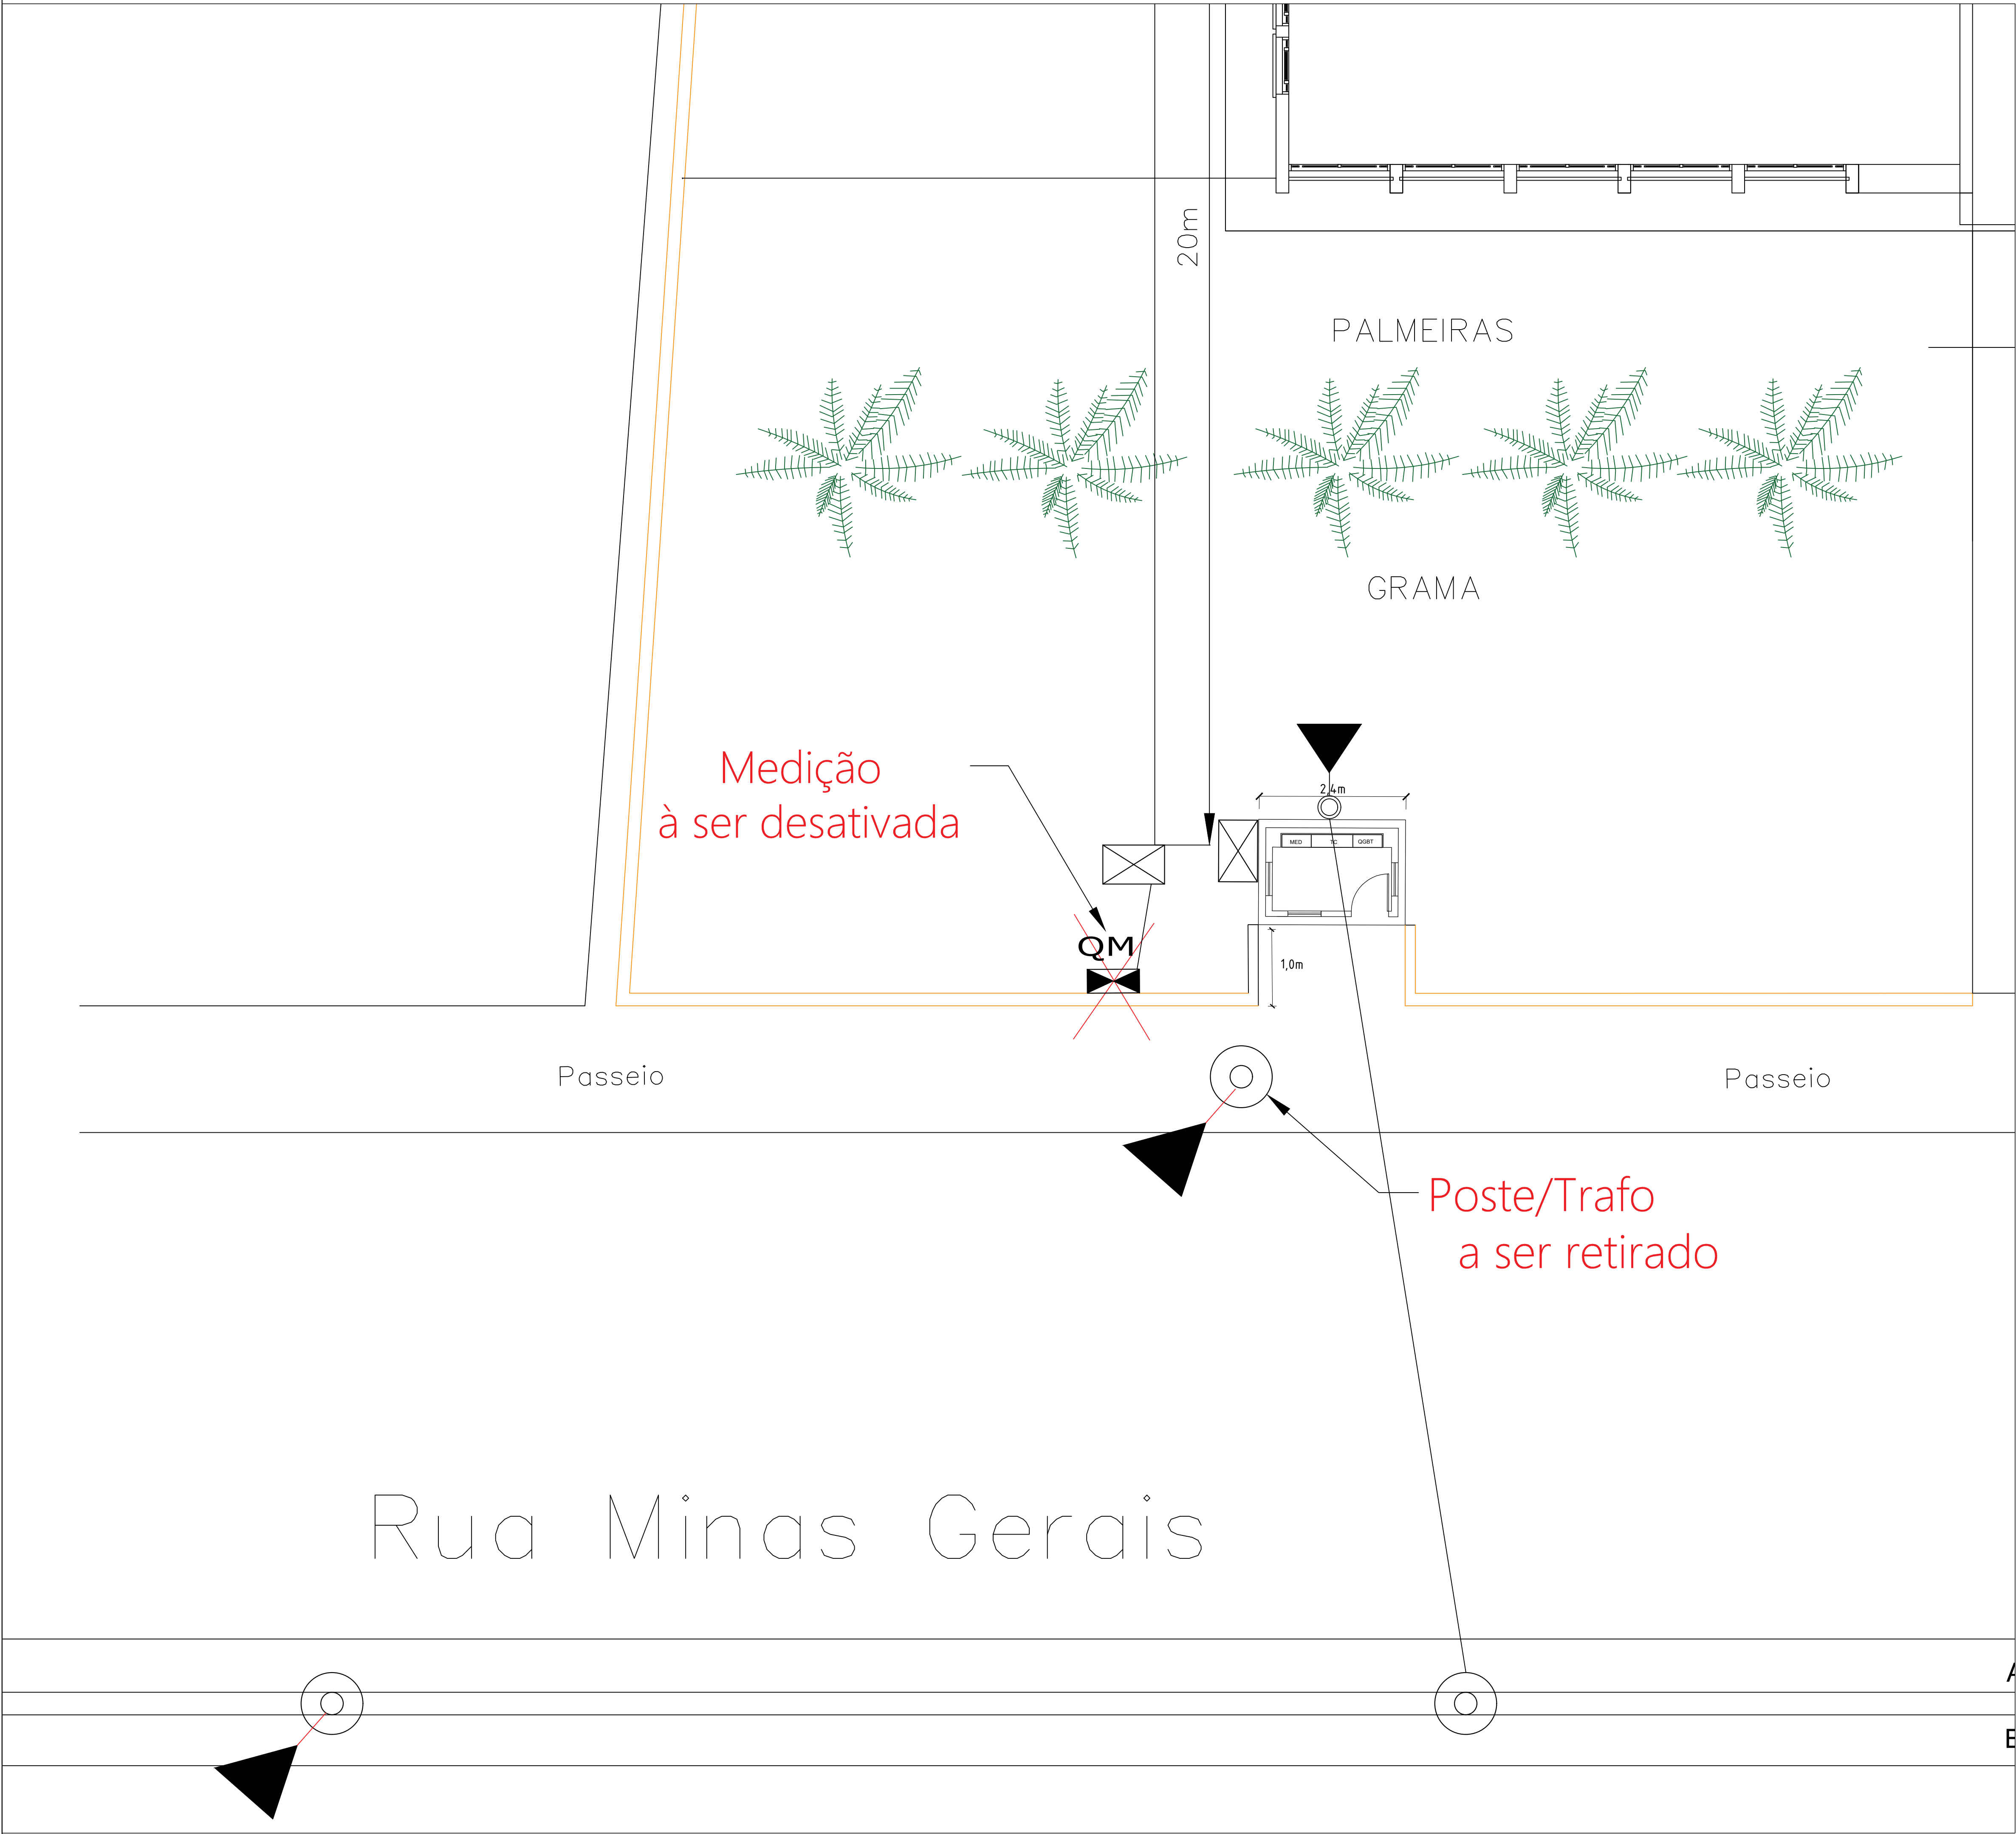 20m
PALMEIRAS
GRAMA
Medição
à ser desativada
2,4m
MED TC QGBT
QM
1,0m
Passeio
Passeio
Poste/Trafo
a ser retirado
Rua Minas Gerais